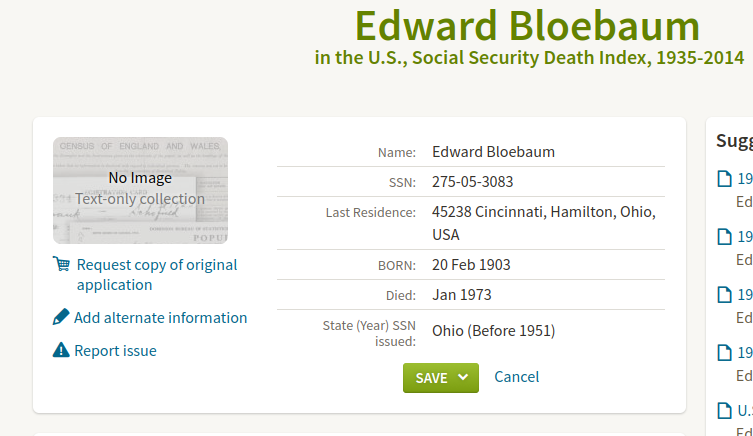 Edward Bloebaum
in the U.S., Social Security Death Index, 1935-2014
CENSUS OF ENGLAND AND WALES,
No Image
Text-only collection
POPUL
Request copy of original
application
Add alternate information
Report issue
Name: Edward Bloebaum
SSN: 275-05-3083
Last Residence: 45238 Cincinnati, Hamilton, Ohio,
USA
BORN: 20 Feb 1903
Died: Jan 1973
State (Year) SSN
issued: Ohio (Before 1951)
SAVE Cancel
Sugg
19
Ed
19
Ed
19
Ed
19
Ed
U.S
Ed